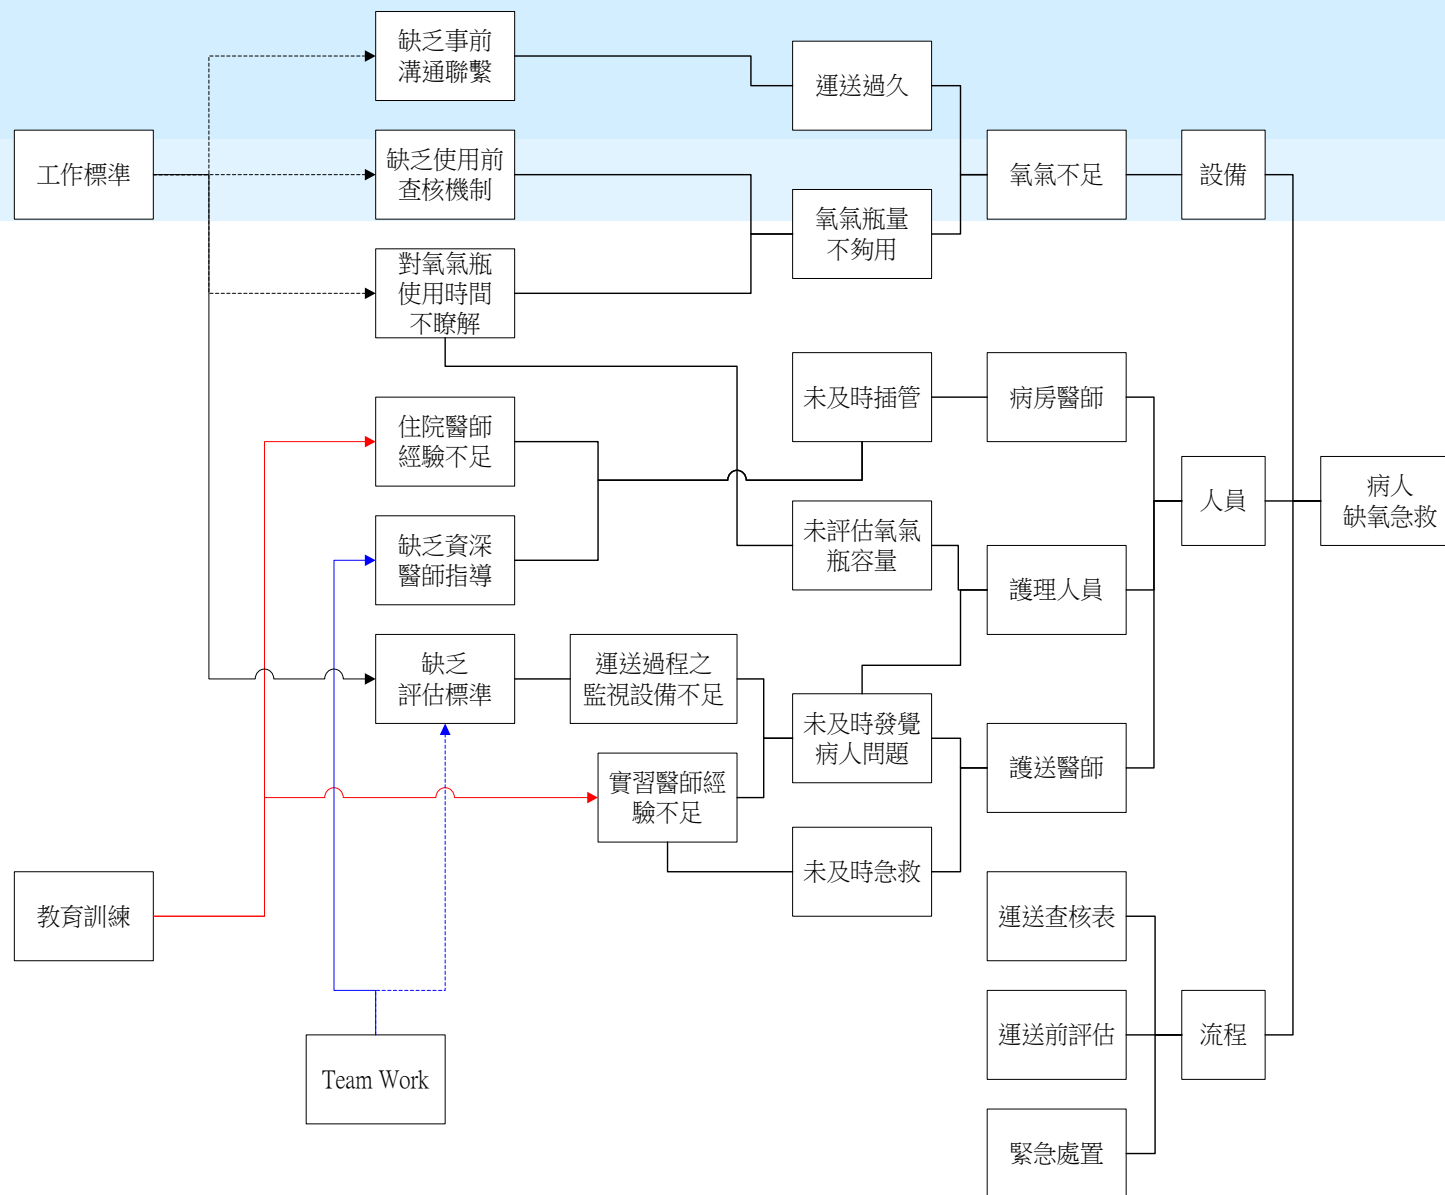 缺乏事前
溝通聯繫
運送過久
工作標準
缺乏使用前
查核機制
氧氣不足
設備
氧氣瓶量
不夠用
對氧氣瓶
使用時間
不瞭解
未及時插管
病房醫師
住院醫師
經驗不足
人員
病人
缺氧急救
缺乏資深
醫師指導
未評估氧氣
瓶容量
護理人員
缺乏
評估標準
運送過程之
監視設備不足
未及時發覺
病人問題
護送醫師
實習醫師經
驗不足
未及時急救
教育訓練
運送查核表
運送前評估
流程
Team Work
緊急處置